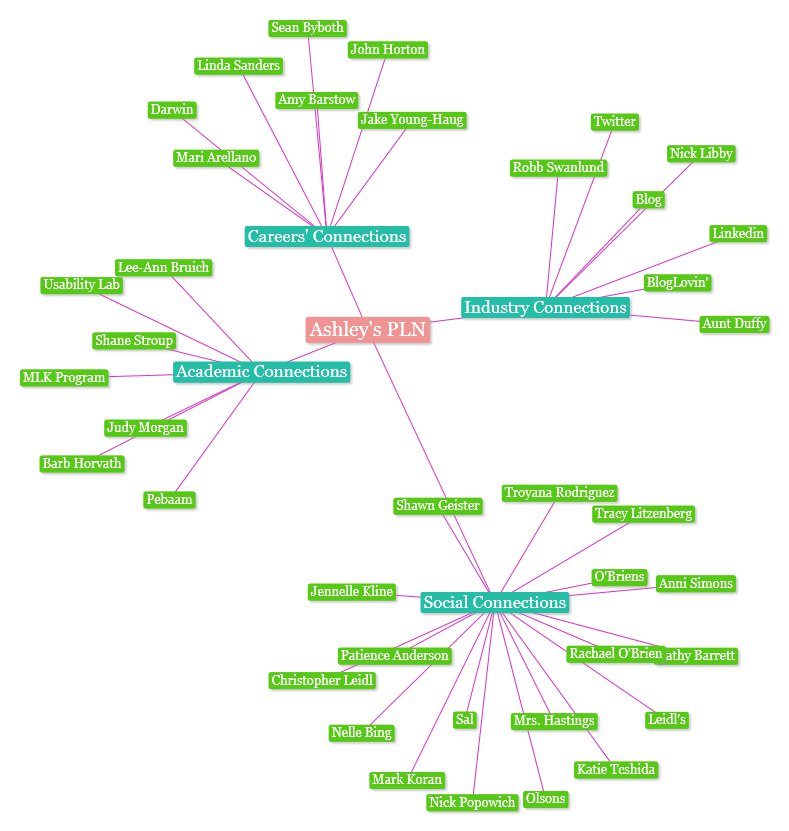 Sean Byboth
John Horton
Linda Sanders
Amy Barstow
Darwin
Jake Young-Haug
Mari Arellano
Careers' Connections
Twitter
Nick Libby
Robb Swanlund
Blog
Linkedin
BlogLovin'
Industry Connections
Aunt Duffy
Ashley's PLN
Lee-Ann Bruich
Usability Lab
Shane Stroup
Academic Connections
MLK Program
Judy Morgan
Barb Horvath
Pebaam
Shawn Geister
Troyana Rodriguez
Tracy Litzenberg
O'Briens
Anni Simons
Jennelle Kline
Social Connections
Patience Anderson
Rachael O'Brien
athy Barrett
Christopher Leidl
Sal
Mrs. Hastings
Leidl's
Nelle Bing
Katie Teshida
Mark Koran
Nick Popowich
Olsons